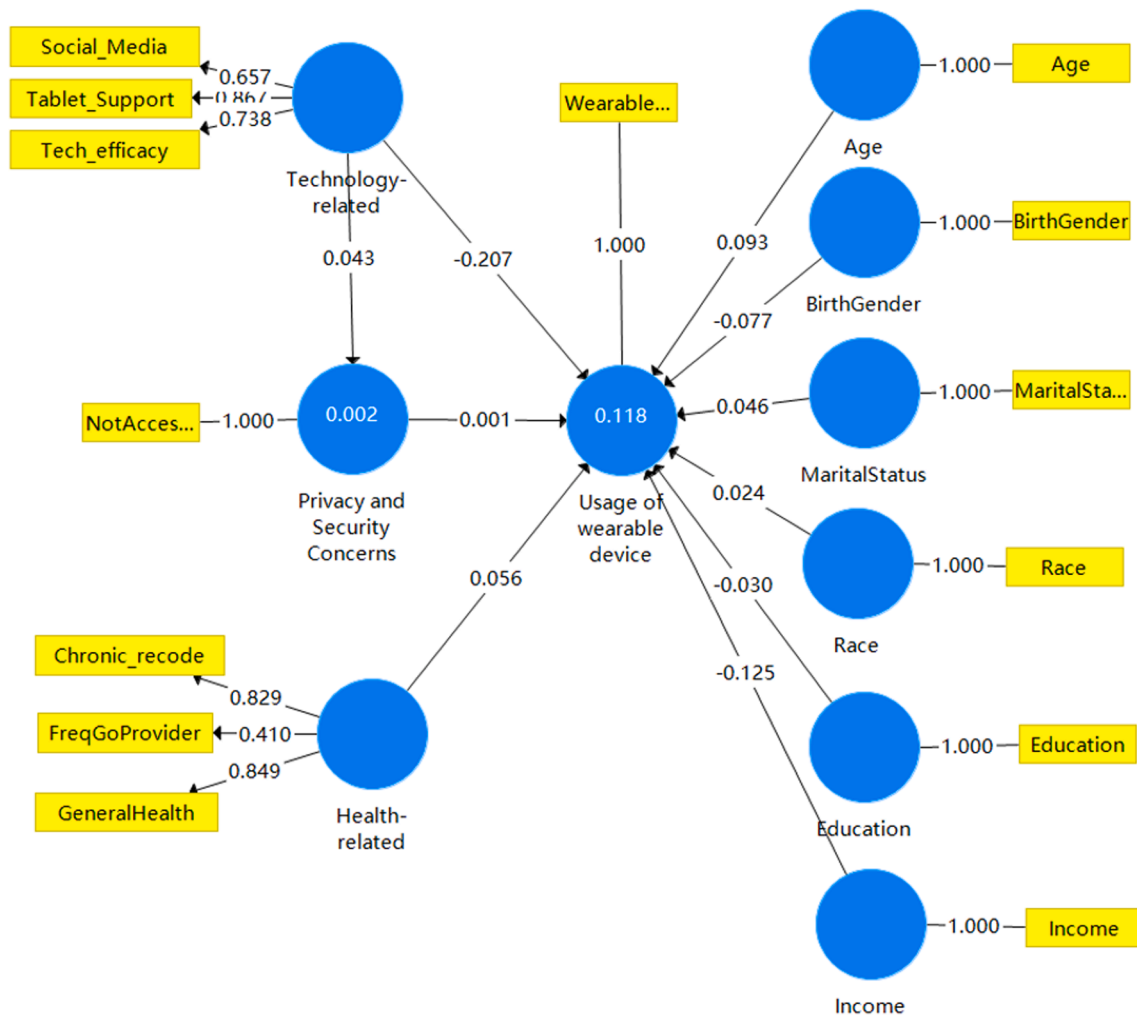 Social_Media
0.657
Tablet_Support
0.867
0.738
Tech_efficacy
Technology-
related
0.043
-0.207
Wearable...
1.000
Age
1.000
Age
0.093
BirthGender
1.000
BirthGender
-0.077
MaritalSta...
1.000
MaritalStatus
0.046
NotAcces...
1.000
0.002
0.001
0.118
Privacy and
Security
Concerns
Usage of
wearable
device
0.024
1.000
Race
Race
0.056
-0.030
Chronic_recode
0.829
FreqGoProvider
0.410
0.849
GeneralHealth
Health-
related
-0.125
1.000
Education
Education
1.000
Income
Income